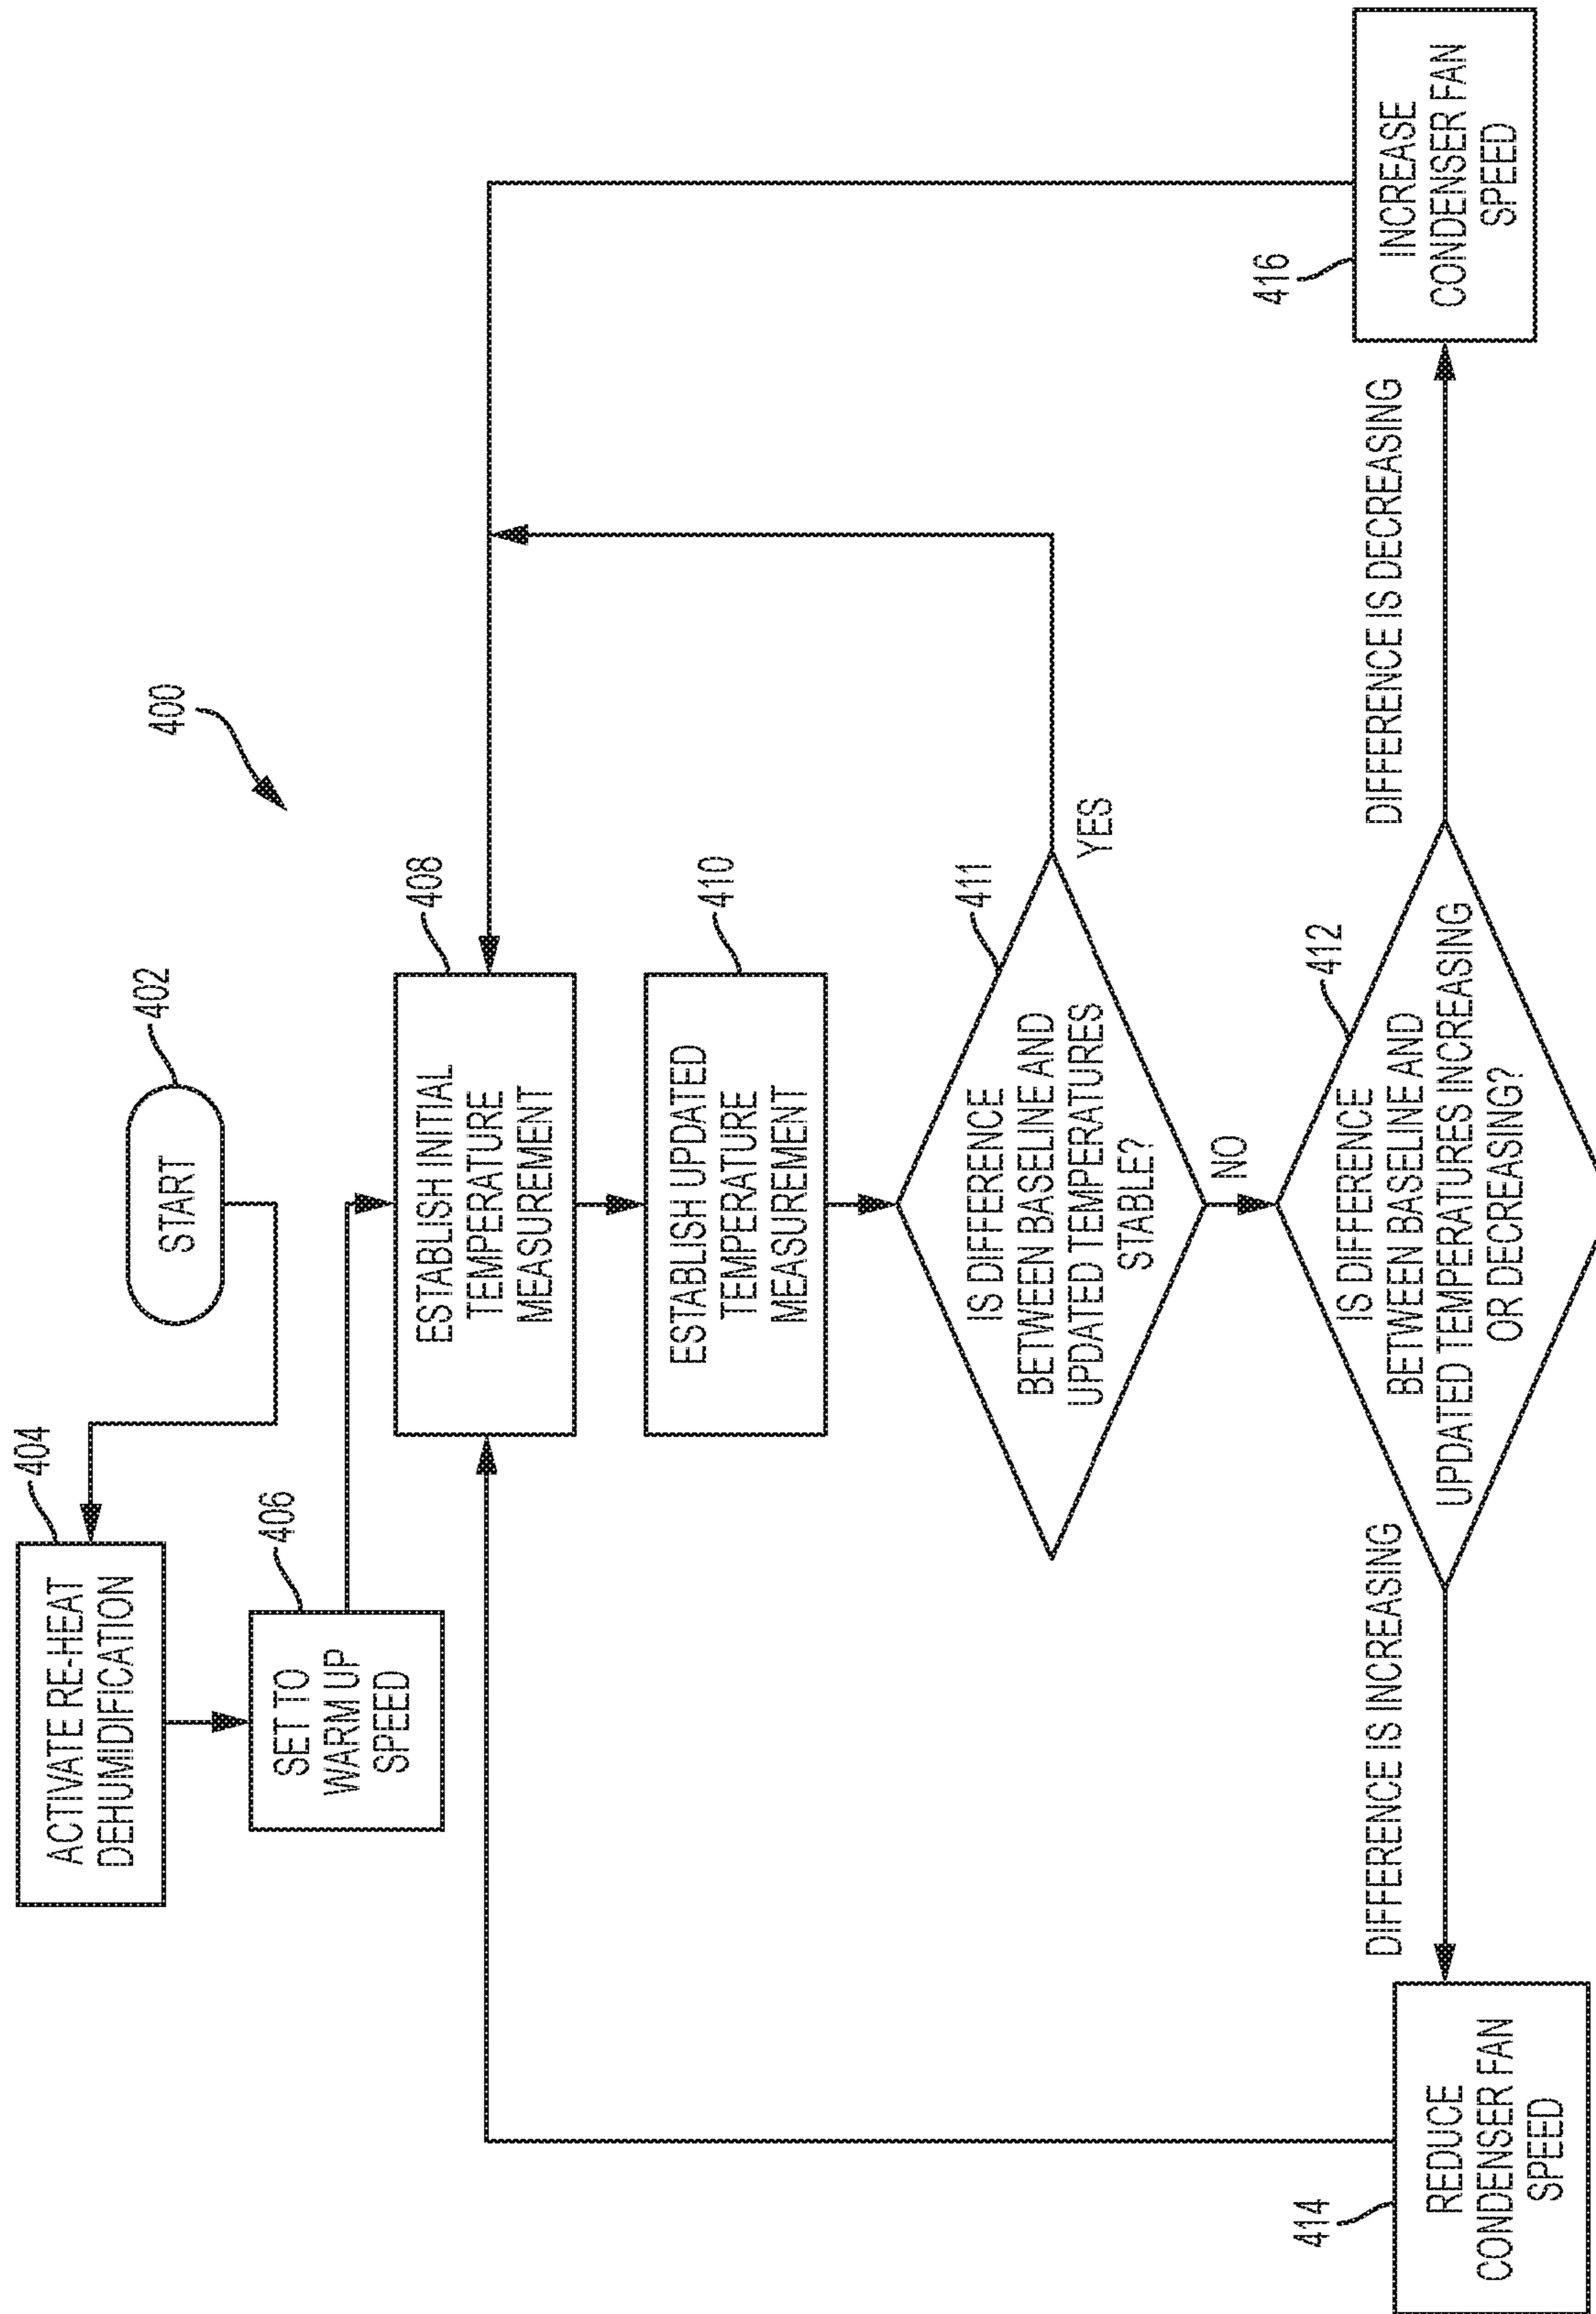 400
402
START
404
ACTIVATE RE-HEAT
DEHUMIDIFICATION
406
SET TO
WARM UP
SPEED
408
ESTABLISH INITIAL
TEMPERATURE
MEASUREMENT
410
ESTABLISH UPDATED
TEMPERATURE
MEASUREMENT
411
IS DIFFERENCE
BETWEEN BASELINE AND
UPDATED TEMPERATURES
STABLE?
YES
NO
412
IS DIFFERENCE
BETWEEN BASELINE AND
UPDATED TEMPERATURES INCREASING
OR DECREASING?
DIFFERENCE IS INCREASING
DIFFERENCE IS DECREASING
414
REDUCE
CONDENSER FAN
SPEED
416
INCREASE
CONDENSER FAN
SPEED